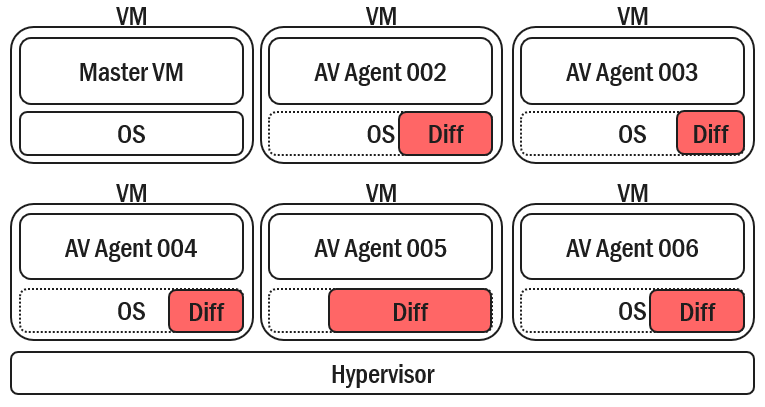 VM
VM
VM
Master VM
AV Agent 002
AV Agent 003
OS
OS
Diff
OS
Diff
VM
VM
VM
AV Agent 004
AV Agent 005
AV Agent 006
OS
Diff
Diff
OS
Diff
Hypervisor